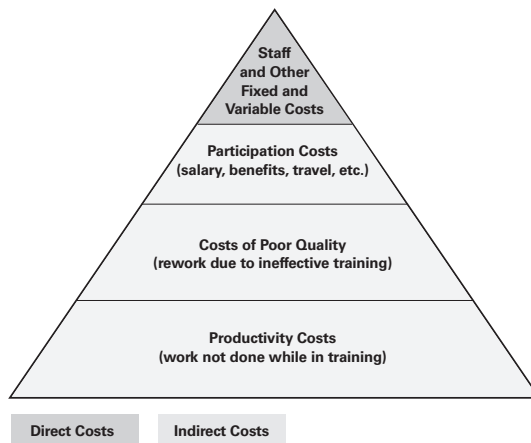 Staff
and Other
Fixed and
Variable Costs
Participation Costs
(salary, benefits, travel, etc.)
Costs of Poor Quality
(rework due to ineffective training)
Productivity Costs
(work not done while in training)
Direct Costs
Indirect Costs